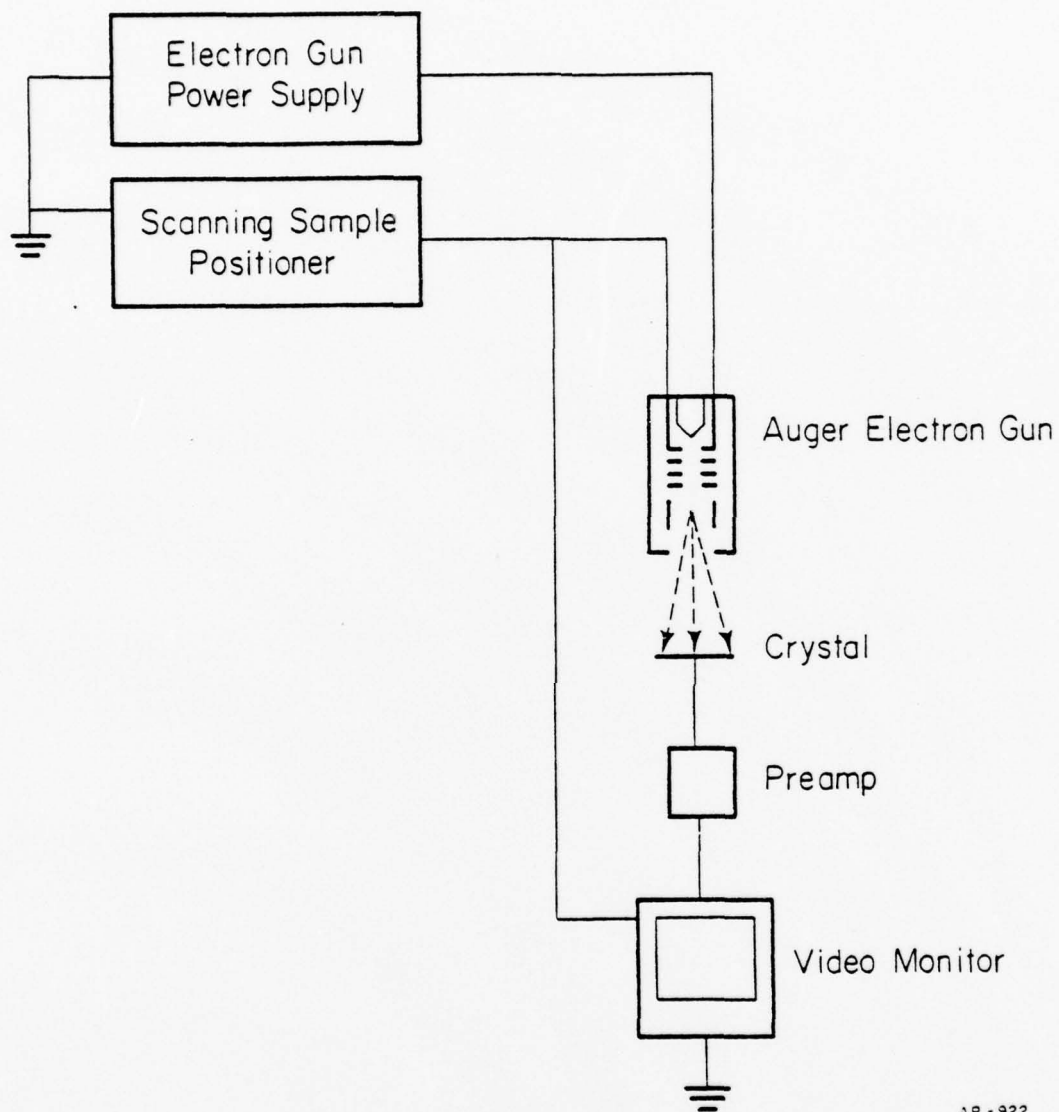 Electron Gun
Power Supply
Scanning Sample
Positioner
Auger Electron Gun
Crystal
Preamp
Video Monitor